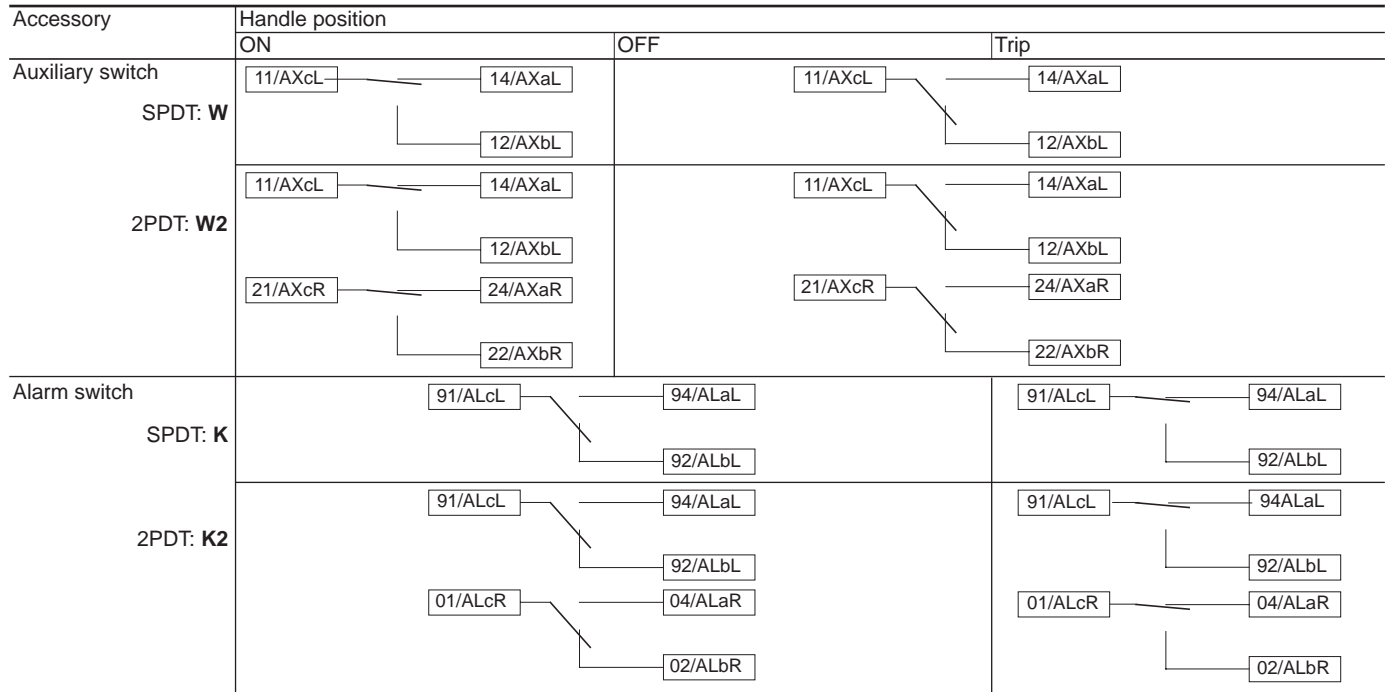 Accessory Handle position
ON OFF Trip
Auxiliary switch
11/AXcL 14/AXaL 11/AXcL 14/AXaL
SPDT: W
12/AXbL 12/AXbL
11/AXcL 14/AXaL 11/AXcL 14/AXaL
2PDT: W2
12/AXbL 12/AXbL
21/AXcR 24/AXaR 21/AXcR 24/AXaR
22/AXbR 22/AXbR
Alarm switch
91/ALcL 94/ALaL 91/ALcL 94/ALaL
SPDT: K
92/ALbL 92/ALbL
91/ALcL 94/ALaL 91/ALcL 94ALaL
2PDT: K2
92/ALbL 92/ALbL
01/ALcR 04/ALaR 01/ALcR 04/ALaR
02/ALbR 02/ALbR